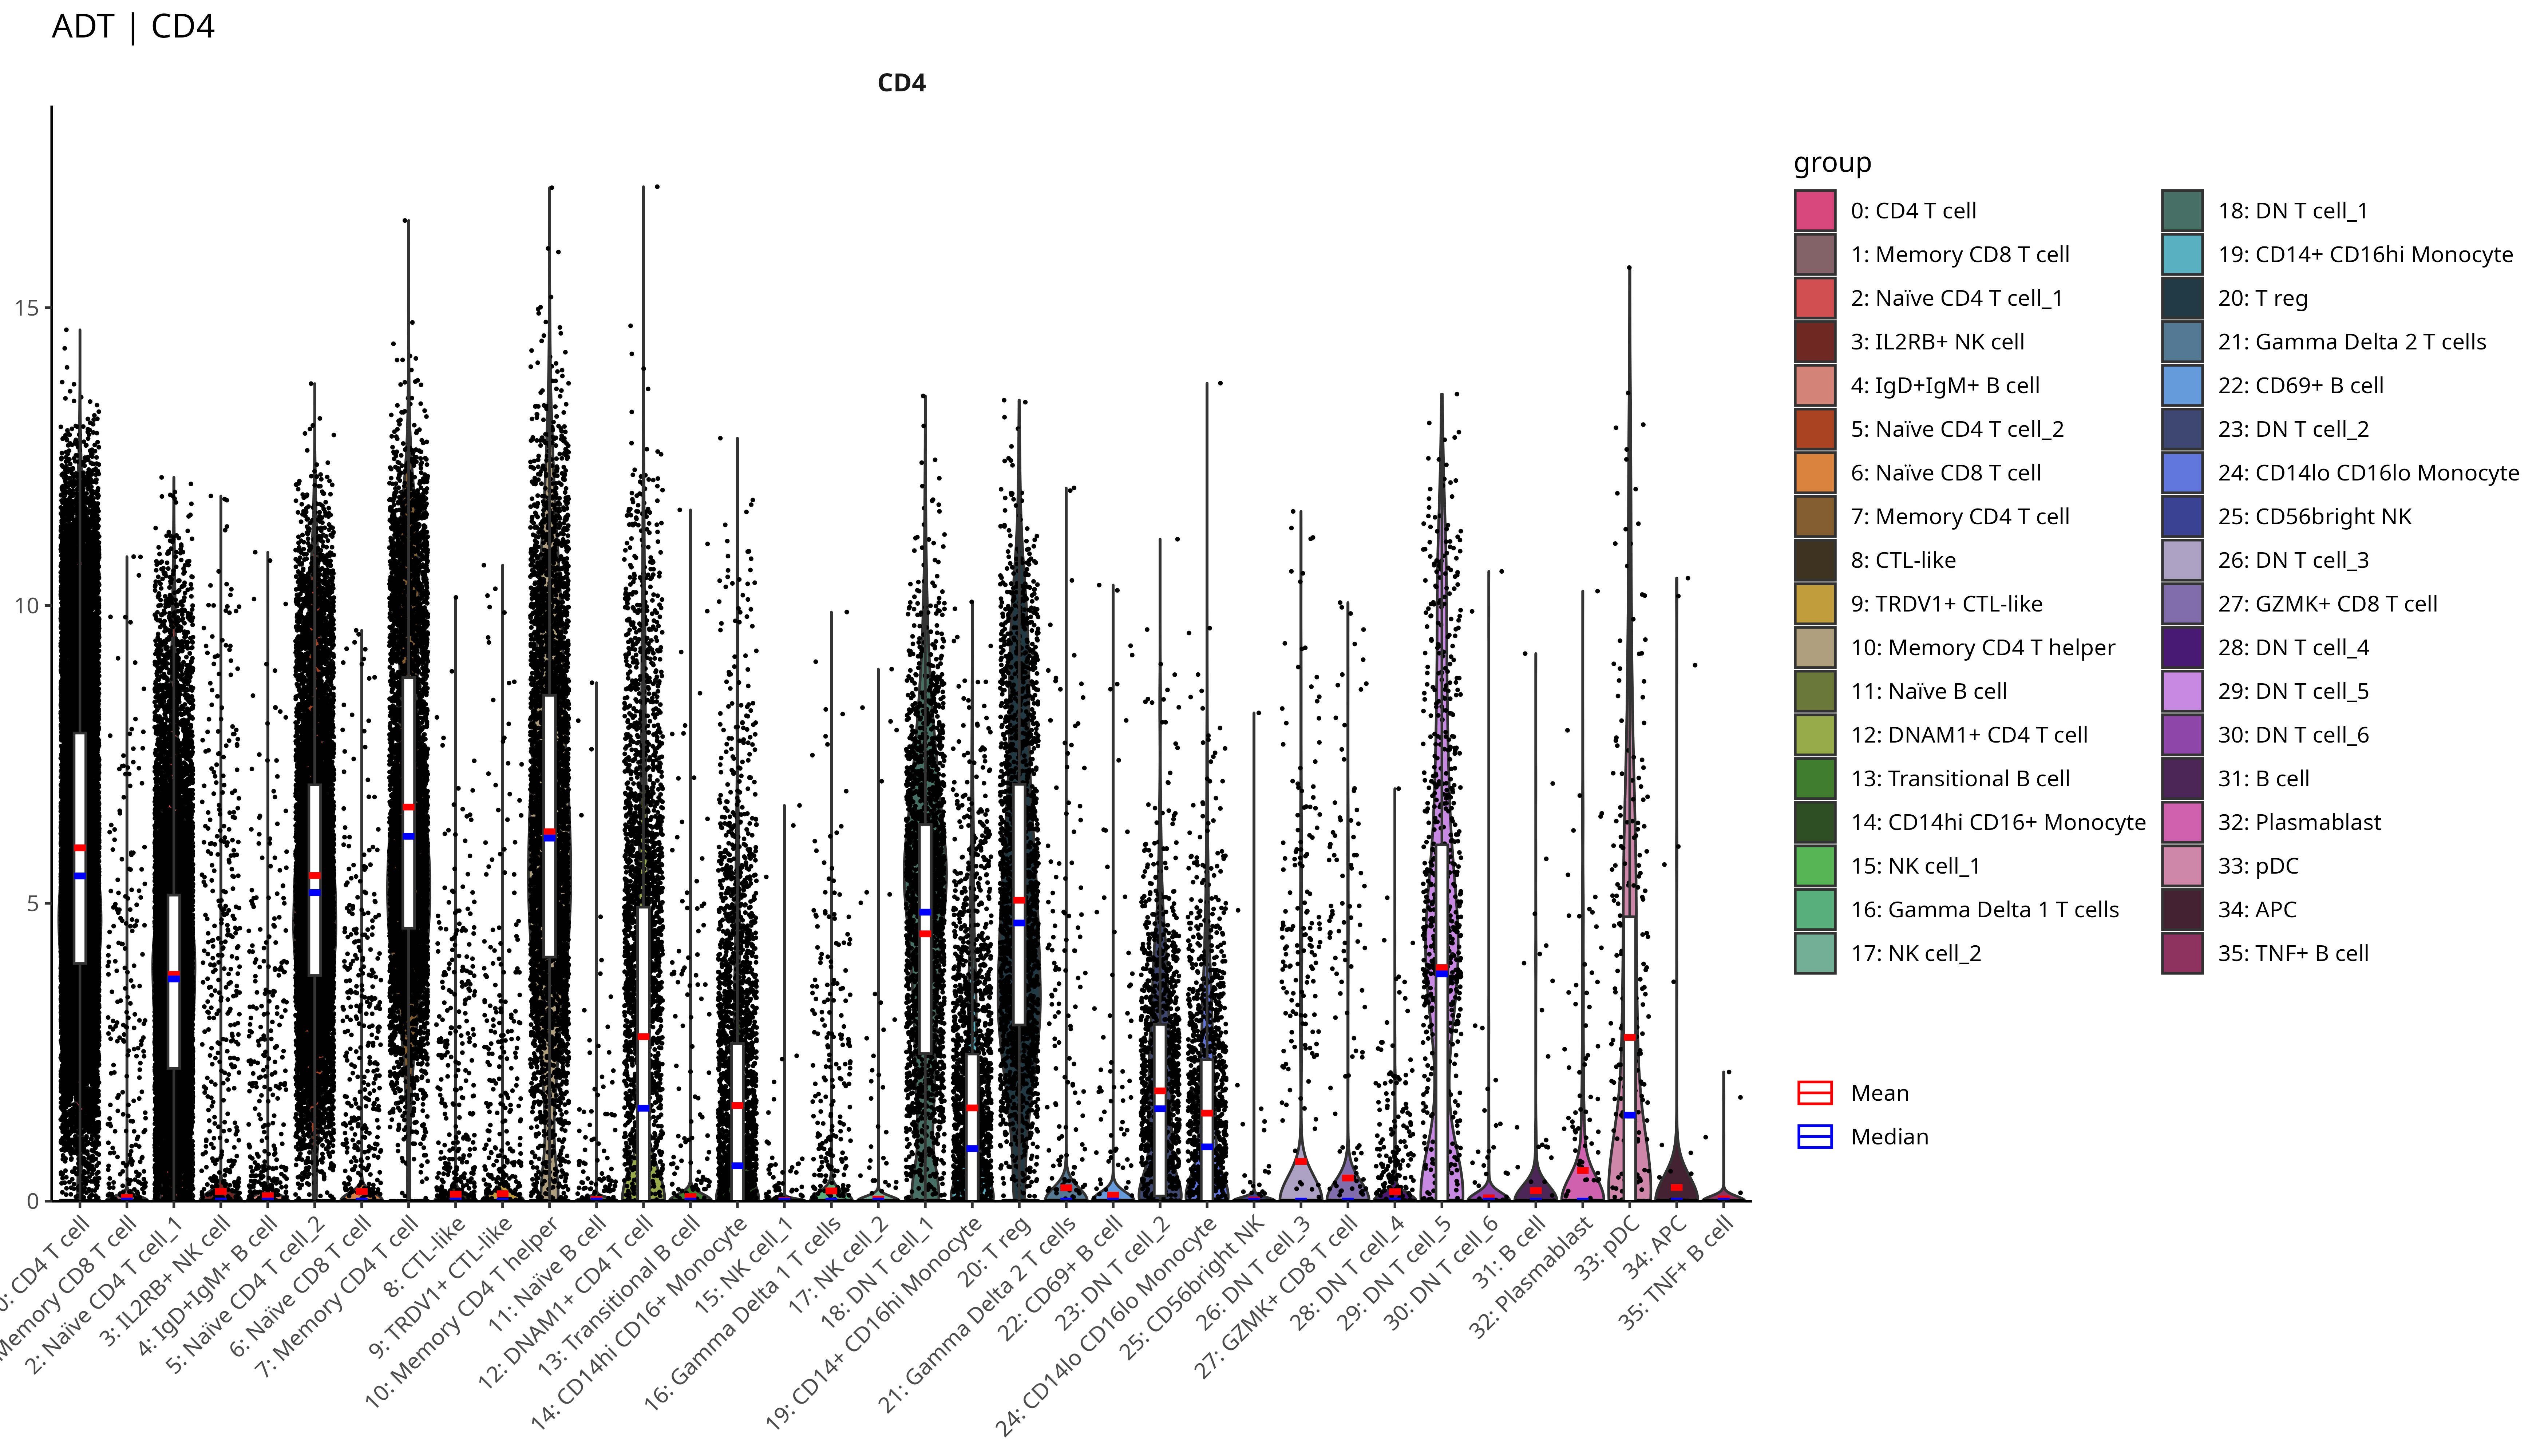 ADT | CD4
CD4
15
10
5
0
0: CD4 T cell
Memory CD8 T cell
2: Naïve CD4 T cell_1
3: IL2RB+ NK cell
4: IgD+IgM+ B cell
5: Naïve CD4 T cell_2
6: Naïve CD8 T cell
7: Memory CD4 T cell
8: CTL-like
9: TRDV1+ CTL-like
10: Memory CD4 T helper
11: Naïve B cell
12: DNAM1+ CD4 T cell
13: Transitional B cell
14: CD14hi CD16+ Monocyte
15: NK cell_1
16: Gamma Delta 1 T cells
17: NK cell_2
18: DN T cell_1
19: CD14+ CD16hi Monocyte
20: T reg
21: Gamma Delta 2 T cells
22: CD69+ B cell
23: DN T cell_2
24: CD14lo CD16lo Monocyte
25: CD56bright NK
26: DN T cell_3
27: GZMK+ CD8 T cell
28: DN T cell_4
29: DN T cell_5
30: DN T cell_6
31: B cell
32: Plasmablast
33: pDC
34: APC
35: TNF+ B cell
group
0: CD4 T cell
1: Memory CD8 T cell
2: Naïve CD4 T cell_1
3: IL2RB+ NK cell
4: IgD+IgM+ B cell
5: Naïve CD4 T cell_2
6: Naïve CD8 T cell
7: Memory CD4 T cell
8: CTL-like
9: TRDV1+ CTL-like
10: Memory CD4 T helper
11: Naïve B cell
12: DNAM1+ CD4 T cell
13: Transitional B cell
14: CD14hi CD16+ Monocyte
15: NK cell_1
16: Gamma Delta 1 T cells
17: NK cell_2
18: DN T cell_1
19: CD14+ CD16hi Monocyte
20: T reg
21: Gamma Delta 2 T cells
22: CD69+ B cell
23: DN T cell_2
24: CD14lo CD16lo Monocyte
25: CD56bright NK
26: DN T cell_3
27: GZMK+ CD8 T cell
28: DN T cell_4
29: DN T cell_5
30: DN T cell_6
31: B cell
32: Plasmablast
33: pDC
34: APC
35: TNF+ B cell
Mean
Median